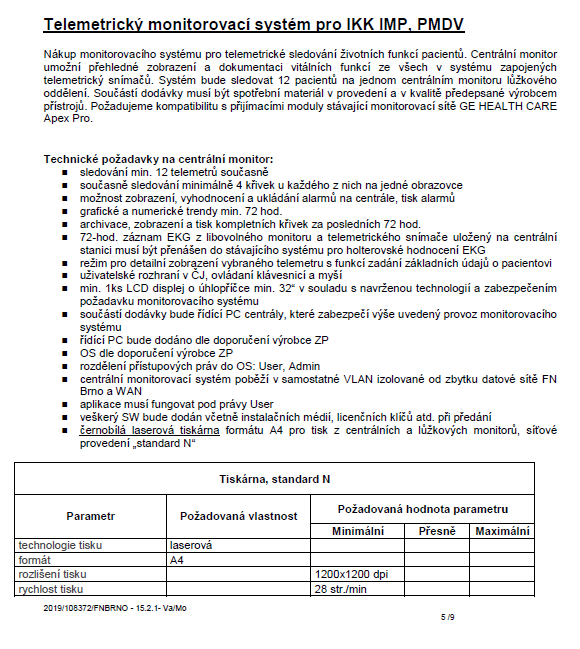 Telemetrický monitorovací systém pro IKK IMP, PMDV
Nákup monitorovacího systému pro telemetrické sledování životních funkcí pacientů. Centrální monitor
umožní přehledné zobrazení a dokumentaci vitálních funkcí ze všech v systému zapojených
telemetrický snímačů. Systém bude sledovat 12 pacientů na jednom centrálním monitoru lůžkového
oddělení. Součástí dodávky musí být spotřební materiál v provedení a v kvalitě předepsané výrobcem
přístrojů. Požadujeme kompatibilitu s přijímacími moduly stávající monitorovací sítě GE HEALTH CARE
Apex Pro.
Technické požadavky na centrální monitor:
▪ sledování min. 12 telemetrů současně
▪ současně sledování minimálně 4 křivek u každého z nich na jedné obrazovce
▪ možnost zobrazení, vyhodnocení a ukládání alarmů na centrále, tisk alarmů
▪ grafické a numerické trendy min. 72 hod.
▪ archivace, zobrazení a tisk kompletních křivek za posledních 72 hod.
▪ 72-hod. záznam EKG z libovolného monitoru a telemetrického snímače uložený na centrální
stanici musí být přenášen do stávajícího systému pro holterovské hodnocení EKG
▪ režim pro detailní zobrazení vybraného telemetru s funkcí zadání základních údajů o pacientovi
▪ uživatelské rozhraní v ČJ, ovládaní klávesnicí a myší
▪ min. 1ks LCD displej o úhlopříčce min. 32“ v souladu s navrženou technologií a zabezpečením
požadavku monitorovacího systému
▪ součástí dodávky bude řídící PC centrály, které zabezpečí výše uvedený provoz monitorovacího
systému
▪ řídící PC bude dodáno dle doporučení výrobce ZP
▪ OS dle doporučení výrobce ZP
▪ rozdělení přístupových práv do OS: User, Admin
▪ centrální monitorovací systém poběží v samostatné VLAN izolované od zbytku datové sítě FN
Brno a WAN
▪ aplikace musí fungovat pod právy User
▪ veškerý SW bude dodán včetně instalačních médií, licenčních klíčů atd. při předání
▪ černobílá laserová tiskárna formátu A4 pro tisk z centrálních a lůžkových monitorů, síťové
provedení „standard N“
Tiskárna, standard N
Parametr Požadovaná vlastnost Požadovaná hodnota parametru
Minimální Přesně Maximální
technologie tisku laserová
formát A4
rozlišení tisku 1200x1200 dpi
rychlost tisku 28 str./min
2019/108372/FNBRNO - 15.2.1- Va/Mo
5 /9